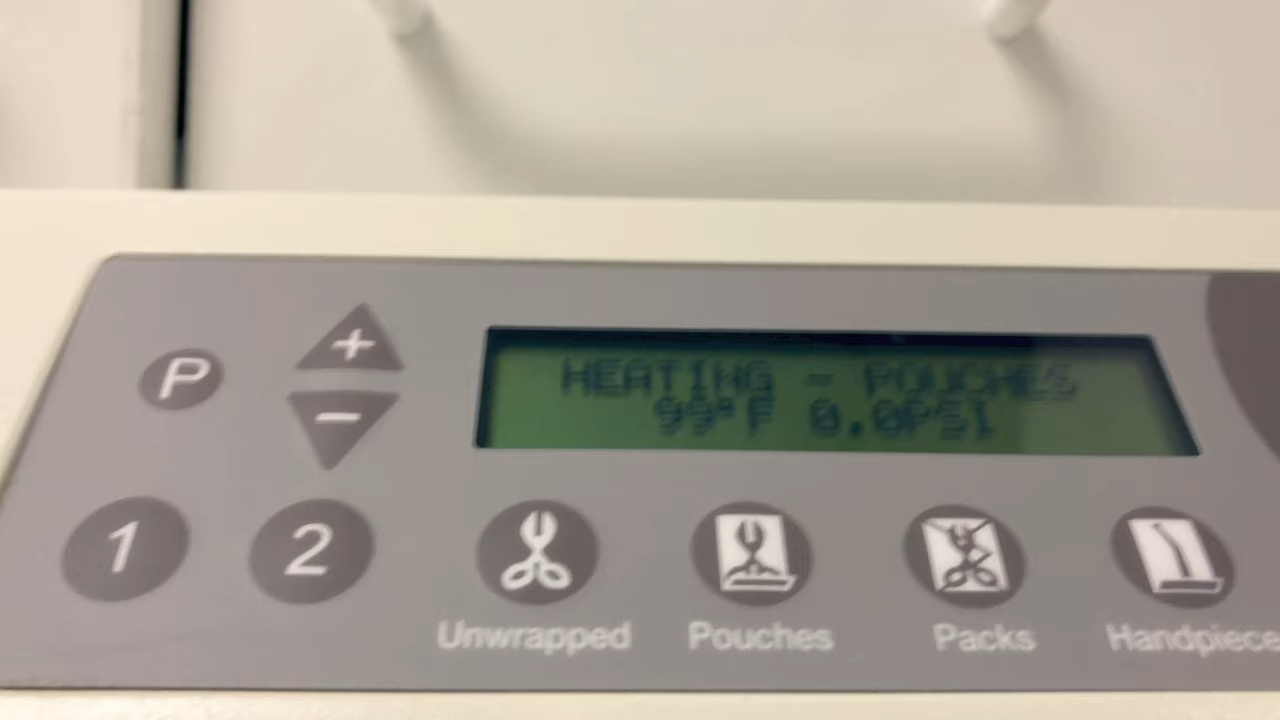 HEATING - POUCHES
99°F 0.0PSI
P
+
-
1 2
Unwrapped Pouches Packs Handpiece